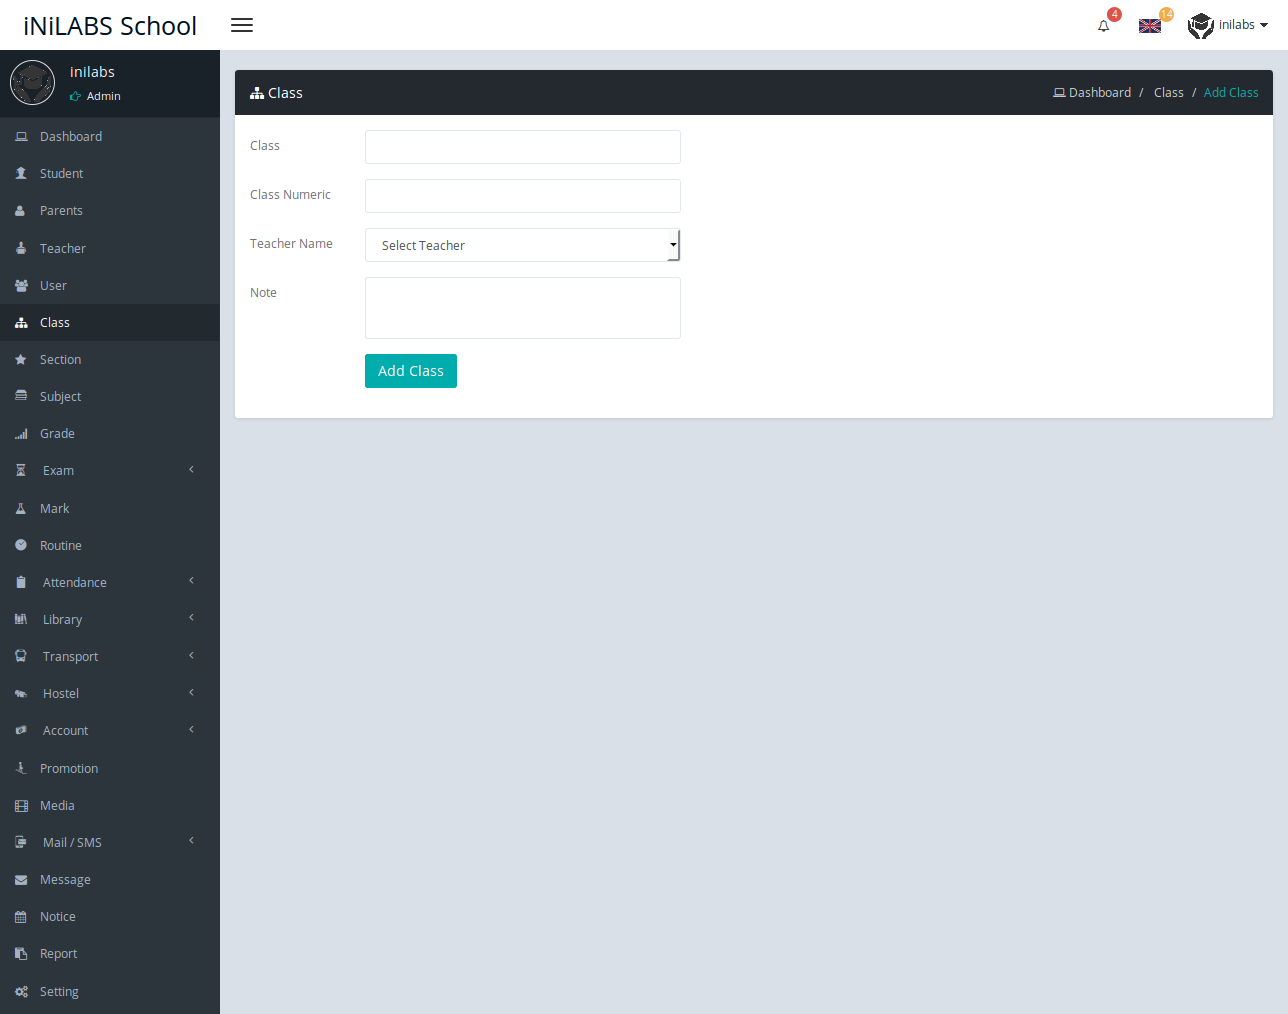 iNiLABS School
4
14
inilabs
inilabs
Admin
Dashboard
Student
Parents
Teacher
User
Class
Section
Subject
Grade
Exam
Mark
Routine
Attendance
Library
Transport
Hostel
Account
Promotion
Media
Mail / SMS
Message
Notice
Report
Setting
Class
Dashboard / Class / Add Class
Class
Class Numeric
Teacher Name
Select Teacher
Note
Add Class